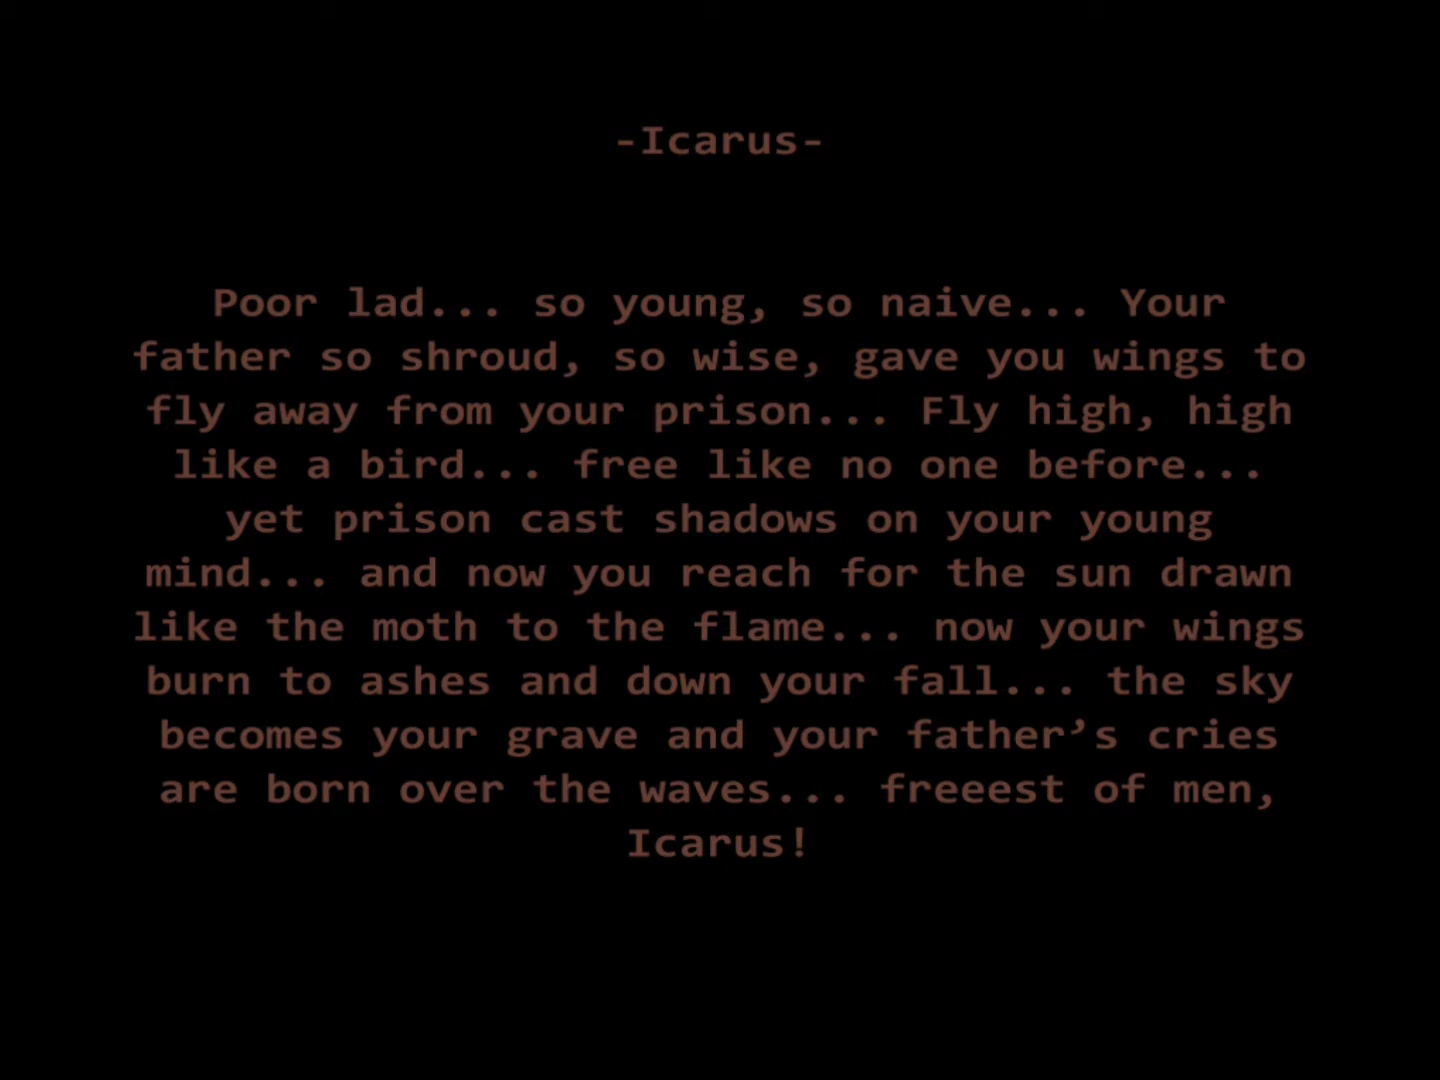 -Icarus-
Poor lad... so young, so naive... Your
father so shroud, so wise, gave you wings to
fly away from your prison... Fly high, high
like a bird... free like no one before...
yet prison cast shadows on your young
mind... and now you reach for the sun drawn
like the moth to the flame... now your wings
burn to ashes and down your fall... the sky
becomes your grave and your father’s cries
are born over the waves... freeest of men,
Icarus!